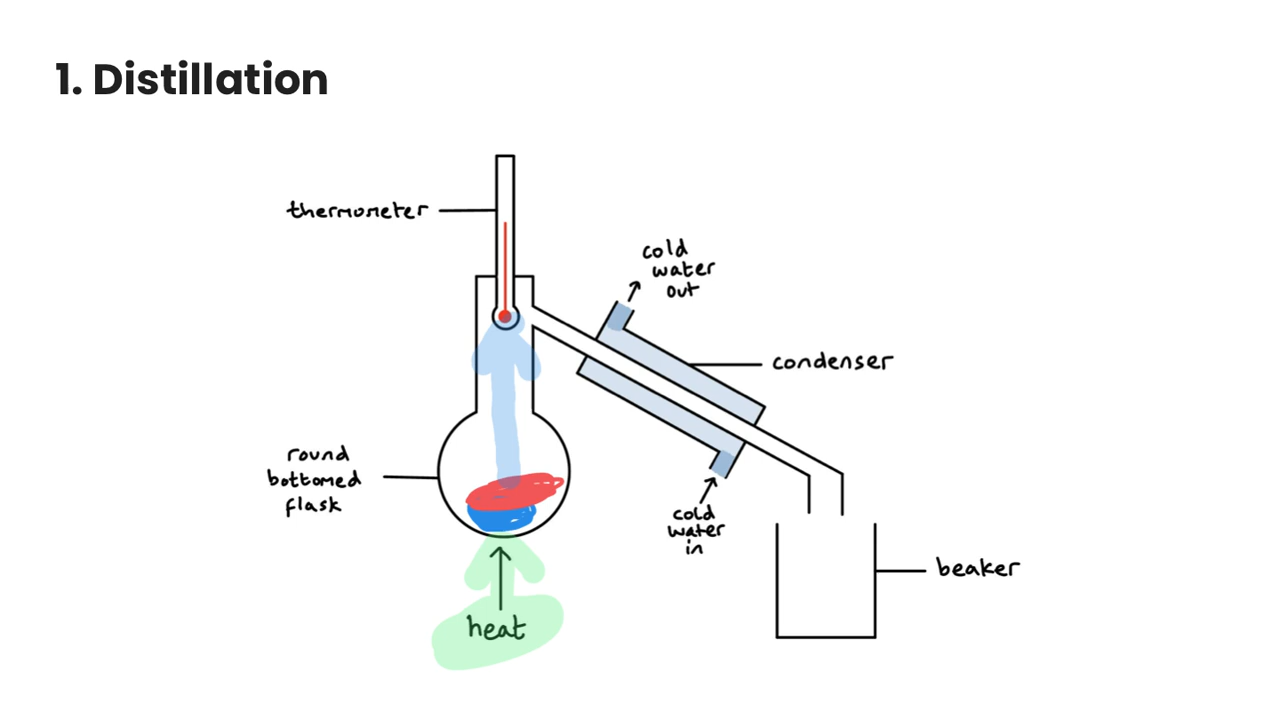 1. Distillation
thermometer
cold
water
out
condenser
round
bottomed
flask
cold
water
in
beaker
heat